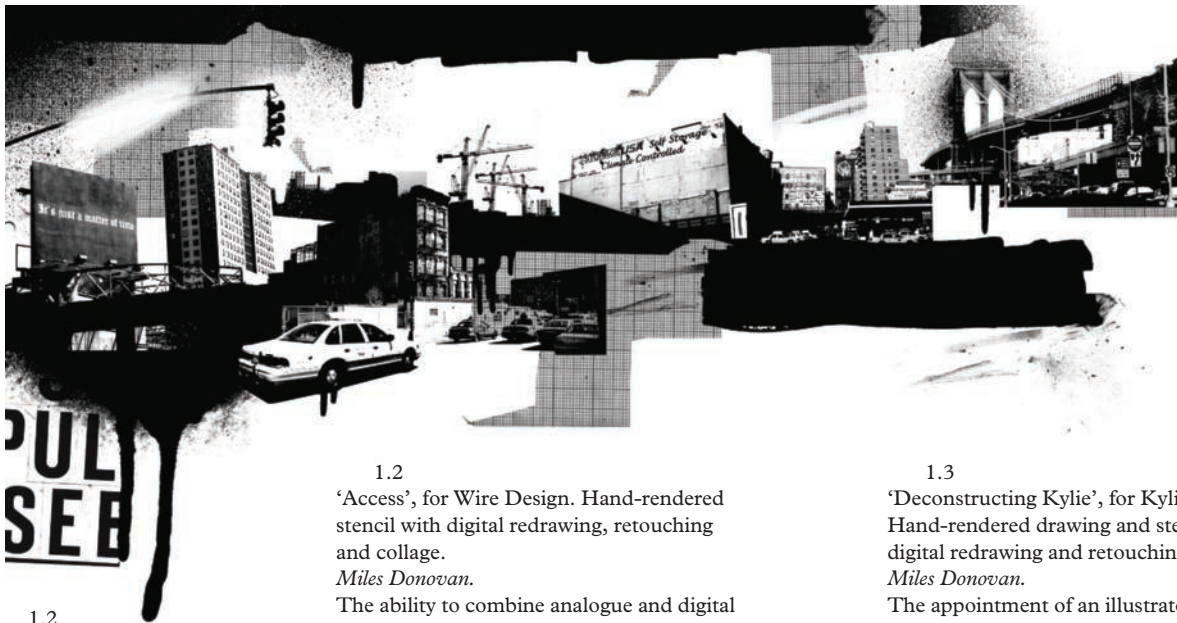 It's just a matter of time
USA Self Storage
Climate Controlled
PUL
SEE
1.2
1.2
‘Access’, for Wire Design. Hand-rendered
stencil with digital redrawing, retouching
and collage.
Miles Donovan.
The ability to combine analogue and digital
1.3
‘Deconstructing Kylie’, for Kyli
Hand-rendered drawing and ste
digital redrawing and retouchin
Miles Donovan.
The appointment of an illustrato